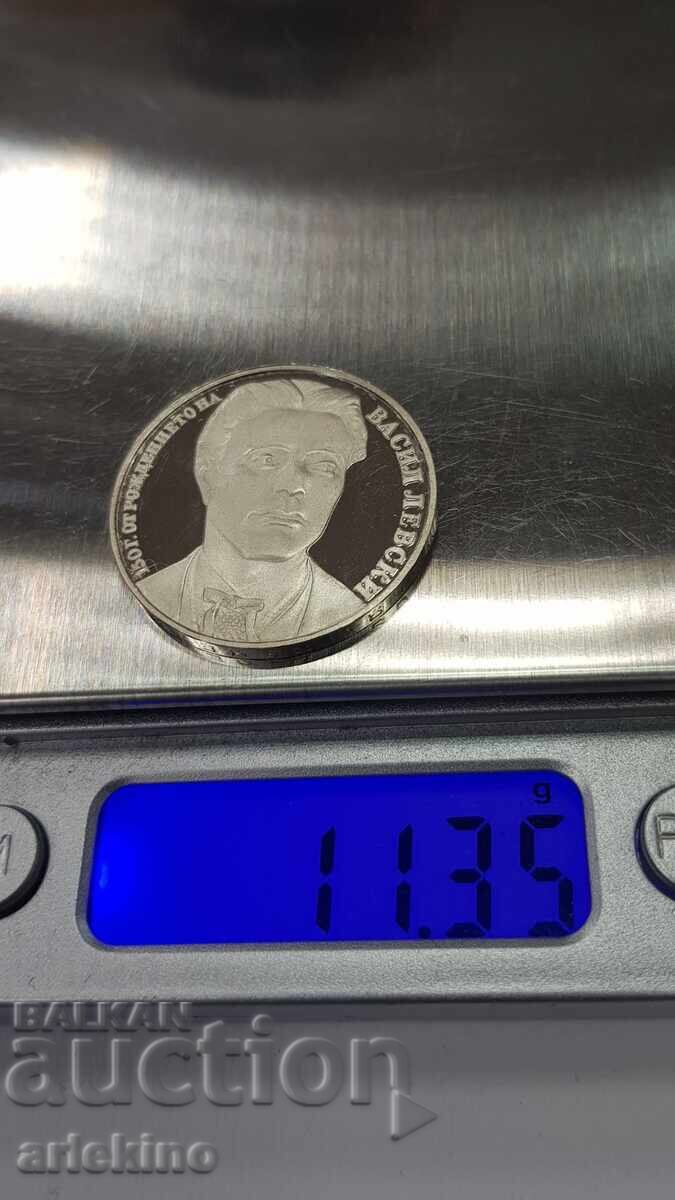 Г. ОТ РОЖДЕНИЕТО НА
ВАСИЛ ЛЕВСКИ
g
11.35
BALKAN
auction
arlekino